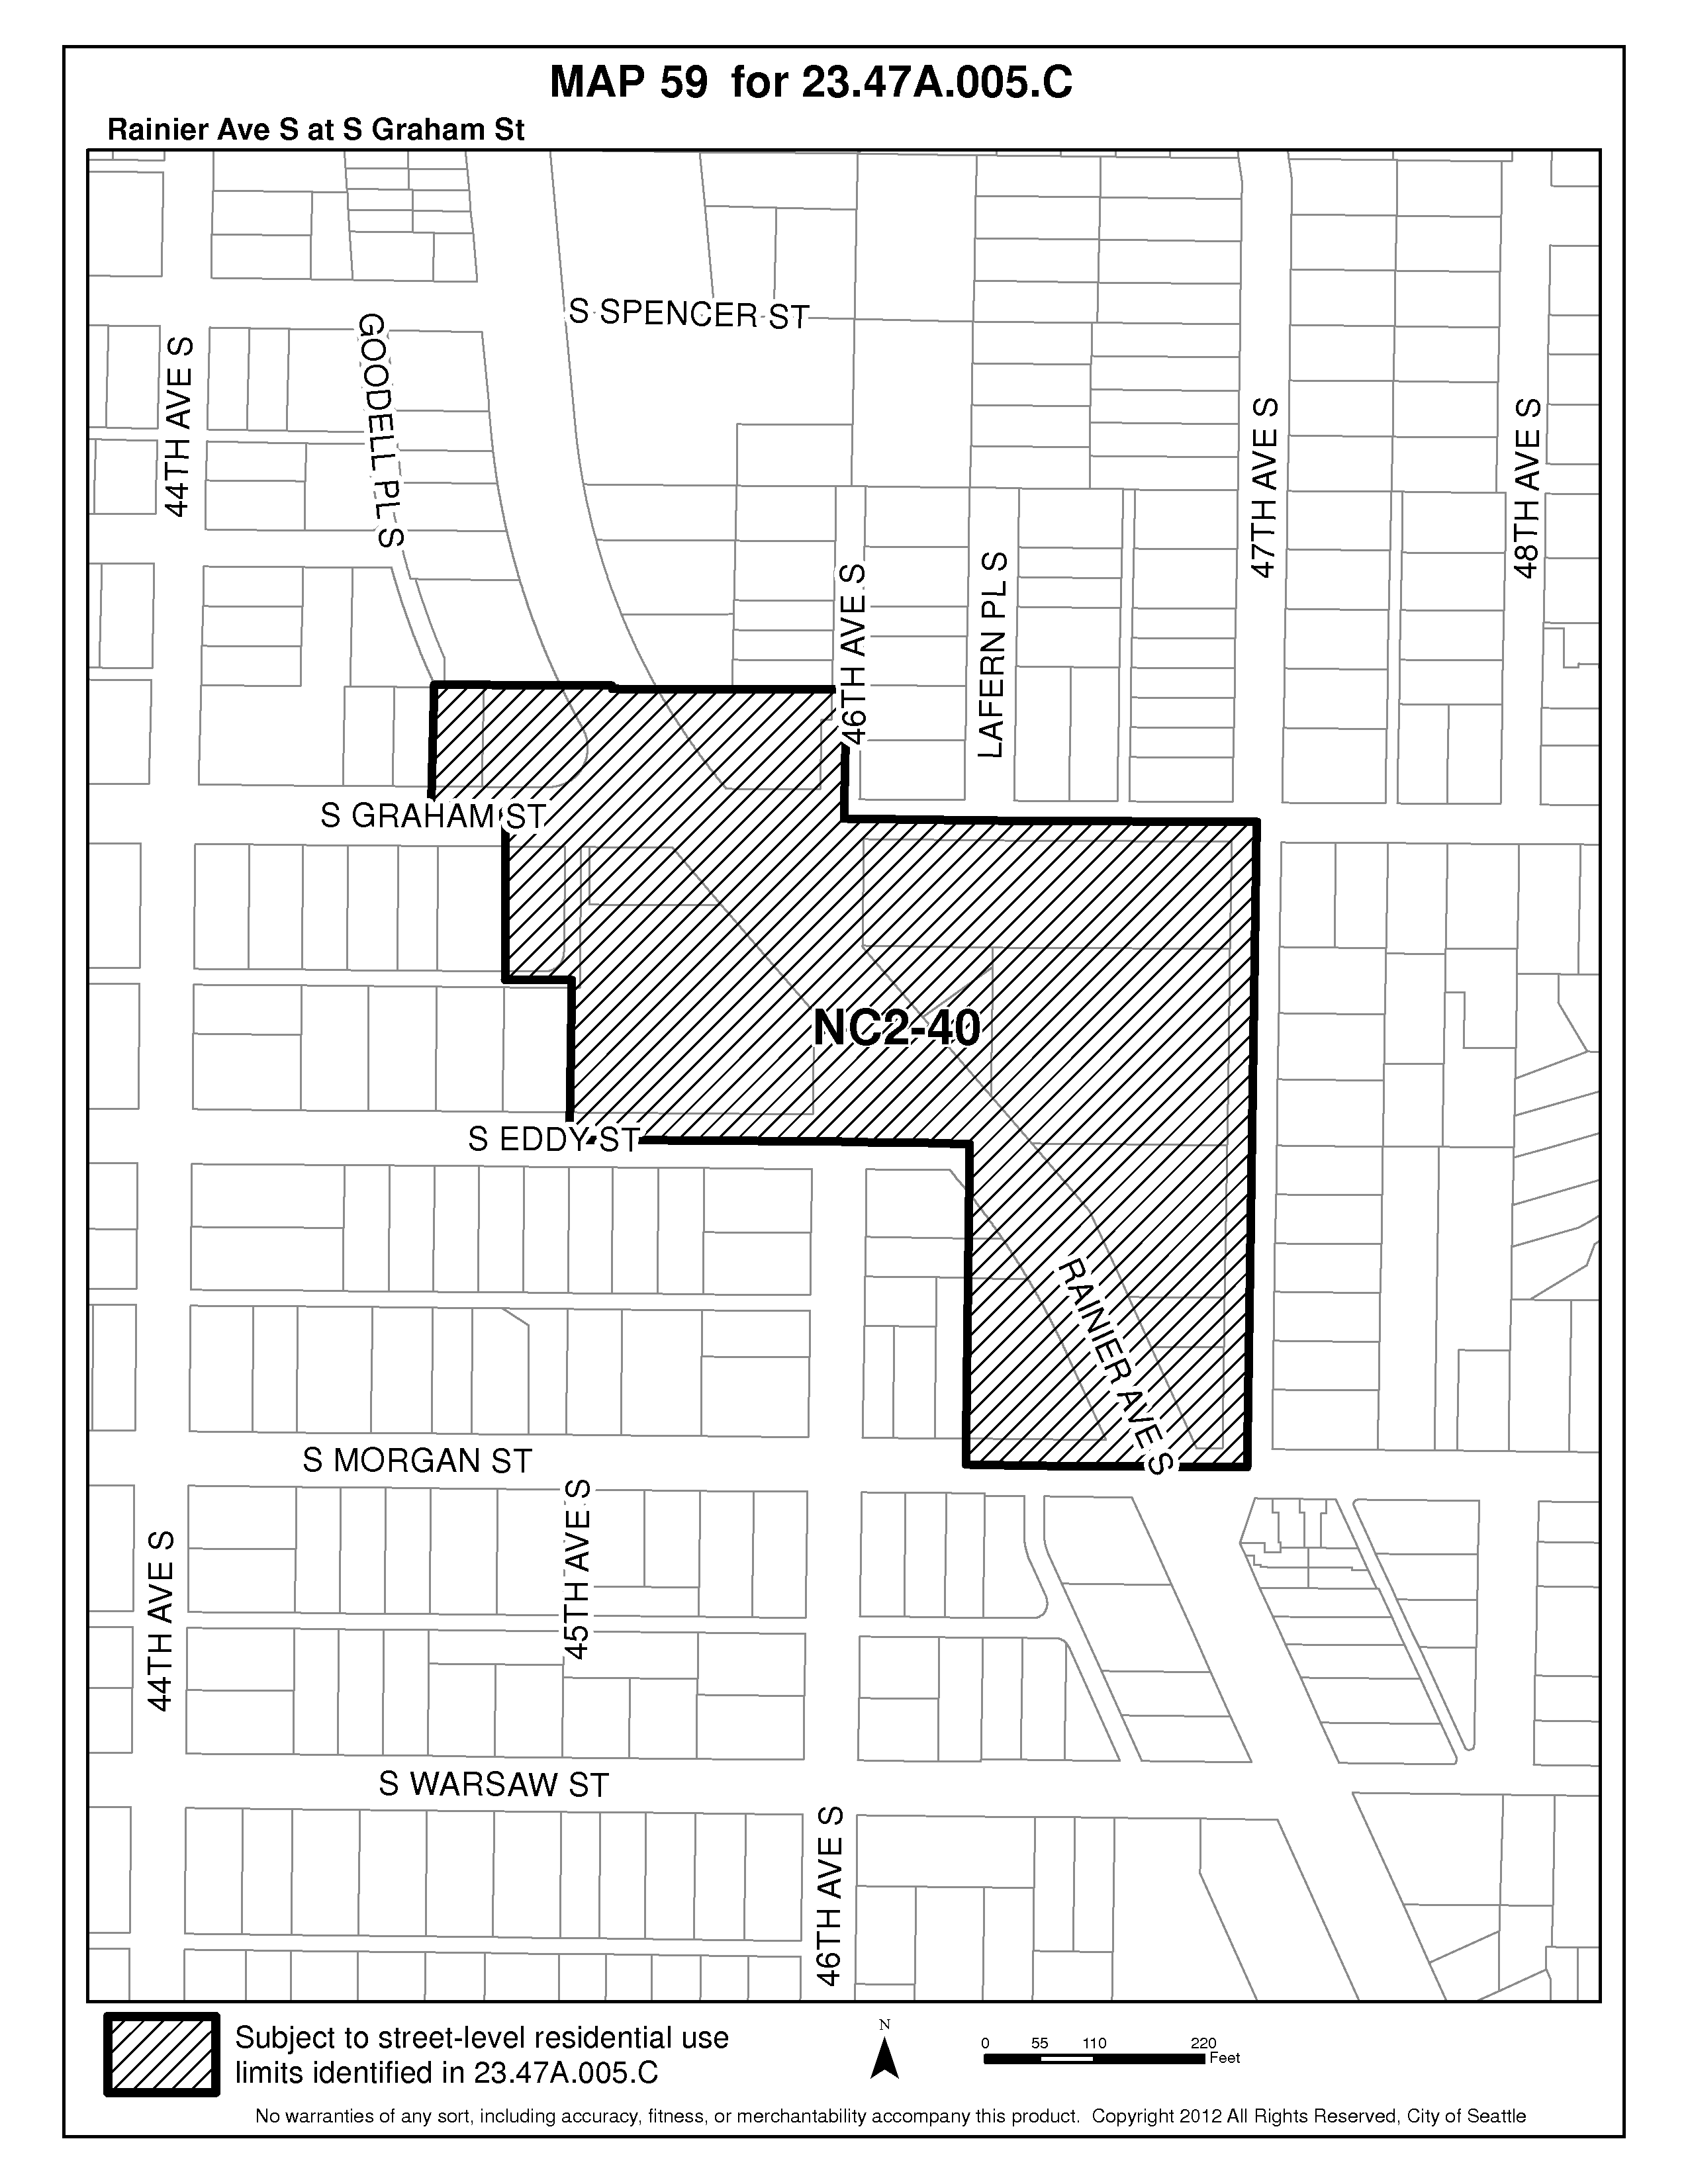 MAP 59 for 23.47A.005.C
Rainier Ave S at S Graham St
S SPENCER ST
GOODELL PL S
44TH AVE S
47TH AVE S
48TH AVE S
46TH AVE S
LAFERN PL S
S GRAHAM ST
NC2-40
S EDDY ST
RAINIER AVE S
S MORGAN ST
45TH AVE S
44TH AVE S
S WARSAW ST
46TH AVE S
Subject to street-level residential use
limits identified in 23.47A.005.C
N
0 55 110 220
Feet
No warranties of any sort, including accuracy, fitness, or merchantability accompany this product. Copyright 2012 All Rights Reserved, City of Seattle